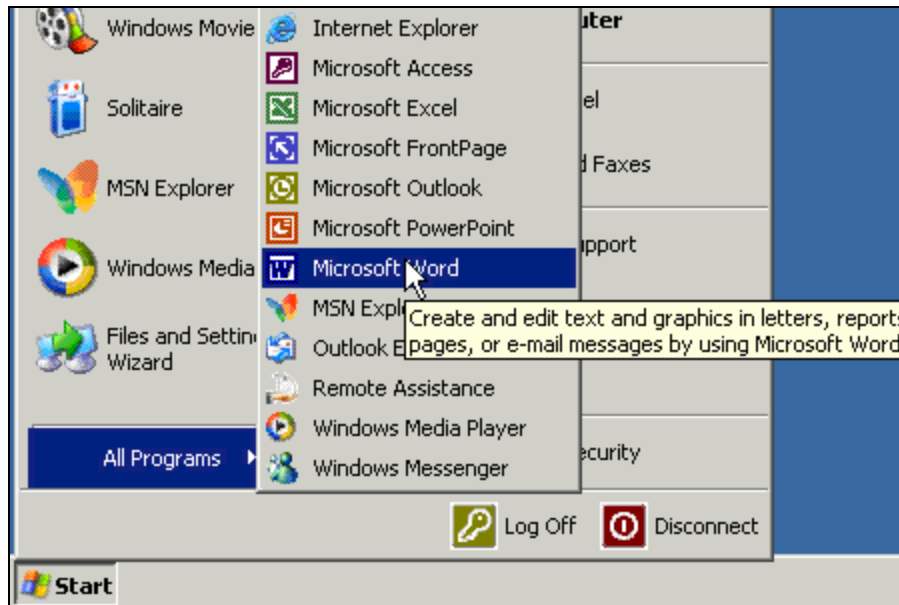 Windows Movie
Solitaire
MSN Explorer
Windows Media
Files and Settin
Wizard
All Programs
Internet Explorer
Microsoft Access
Microsoft Excel
Microsoft FrontPage
Microsoft Outlook
Microsoft PowerPoint
Microsoft Word
MSN Expl
Outlook E
Remote Assistance
Windows Media Player
Windows Messenger
uter
el
d Faxes
pport
Create and edit text and graphics in letters, reports
pages, or e-mail messages by using Microsoft Word
ecurity
Log Off
Disconnect
Start